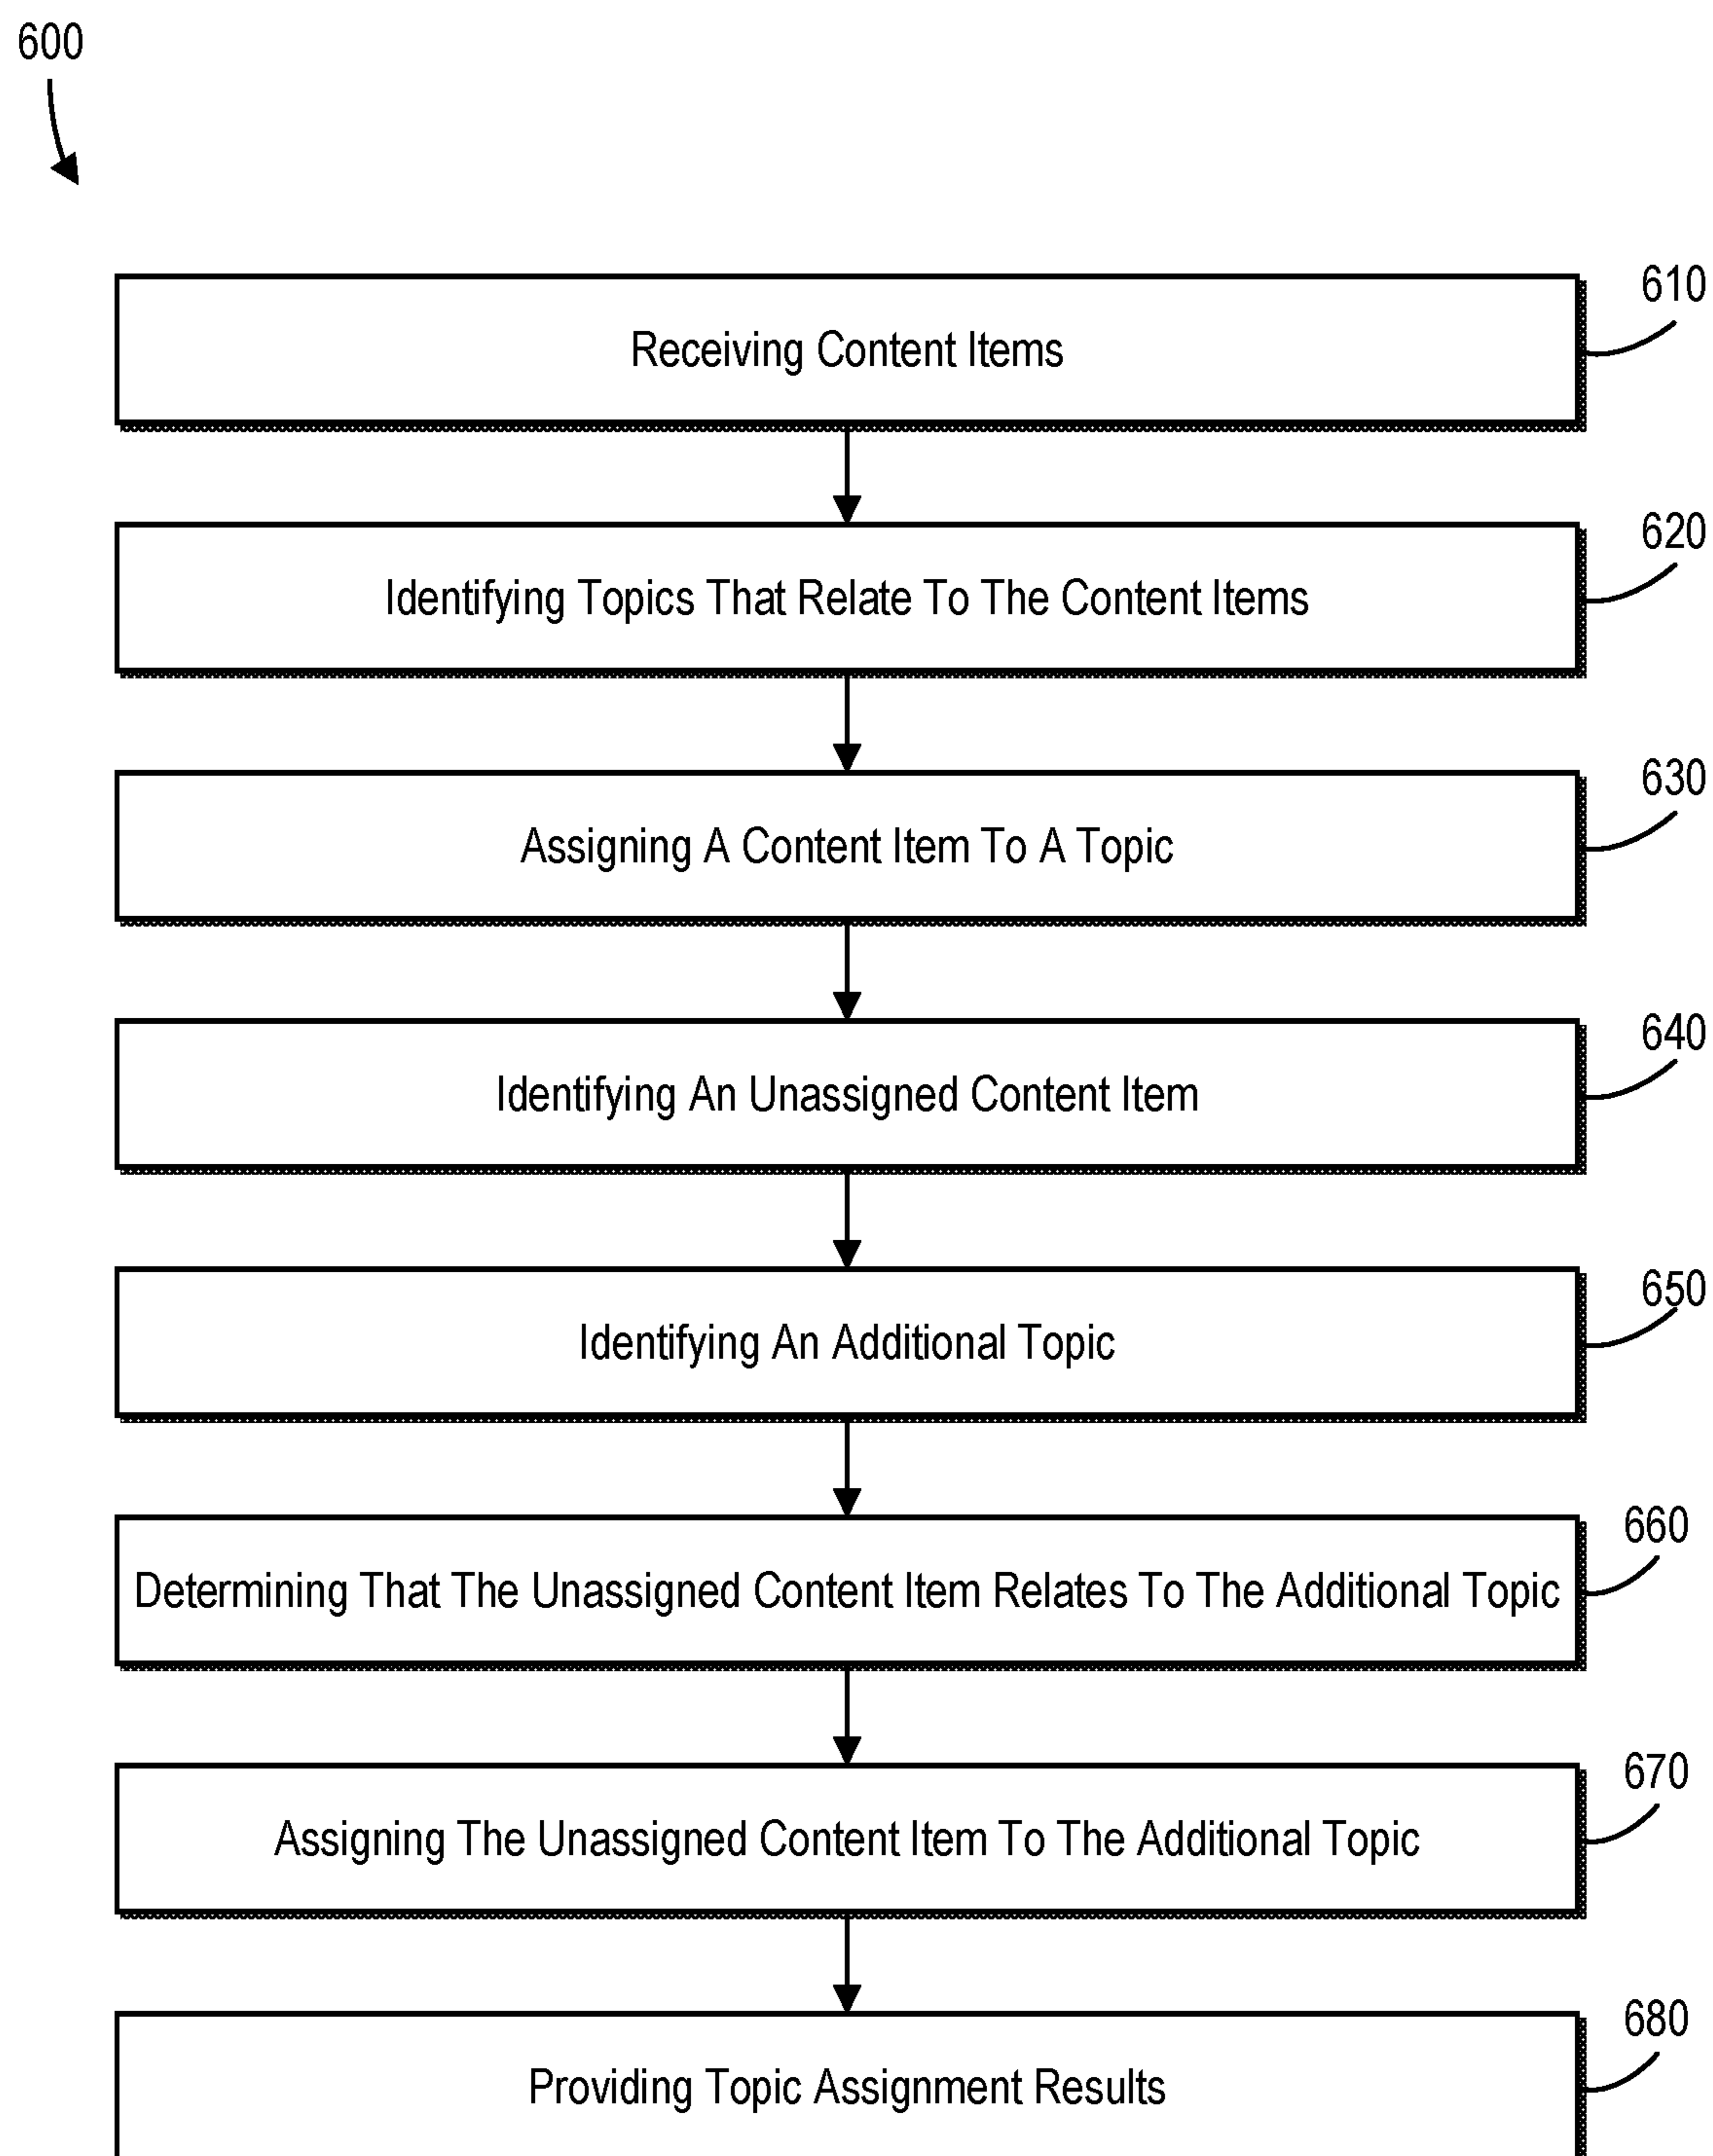 600
610
Receiving Content Items
620
Identifying Topics That Relate To The Content Items
630
Assigning A Content Item To A Topic
640
Identifying An Unassigned Content Item
650
Identifying An Additional Topic
660
Determining That The Unassigned Content Item Relates To The Additional Topic
670
Assigning The Unassigned Content Item To The Additional Topic
680
Providing Topic Assignment Results